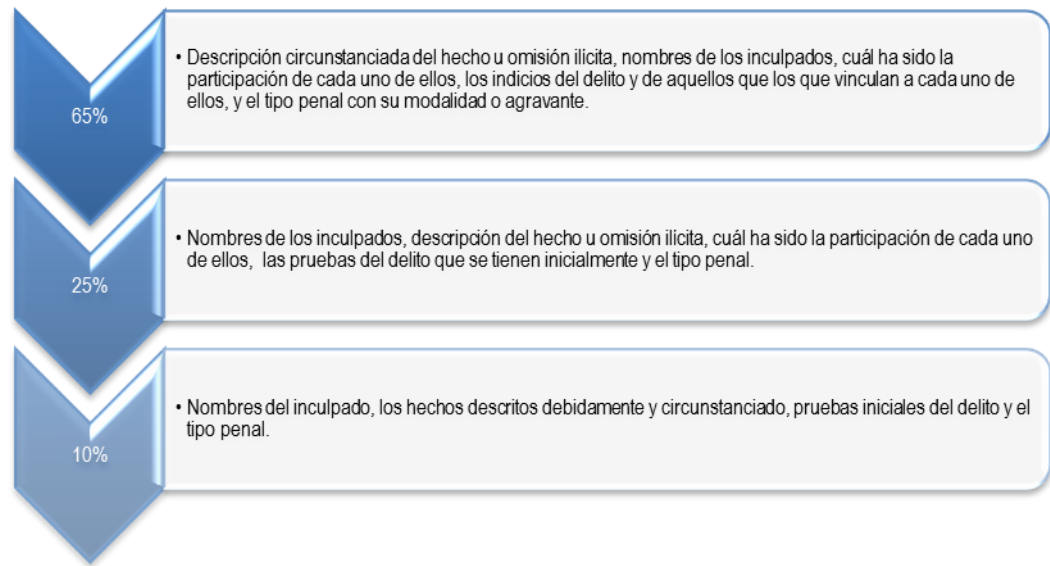 • Descripción circunstanciada del hecho u omisión ilícita, nombres de los inculpados, cuál ha sido la
participación de cada uno de ellos, los indicios del delito y de aquellos que los que vinculan a cada uno de
ellos, y el tipo penal con su modalidad o agravante.
65%
• Nombres de los inculpados, descripción del hecho u omisión ilícita, cuál ha sido la participación de cada uno
de ellos, las pruebas del delito que se tienen inicialmente y el tipo penal.
25%
• Nombres del inculpado, los hechos descritos debidamente y circunstanciado, pruebas iniciales del delito y el
tipo penal.
10%